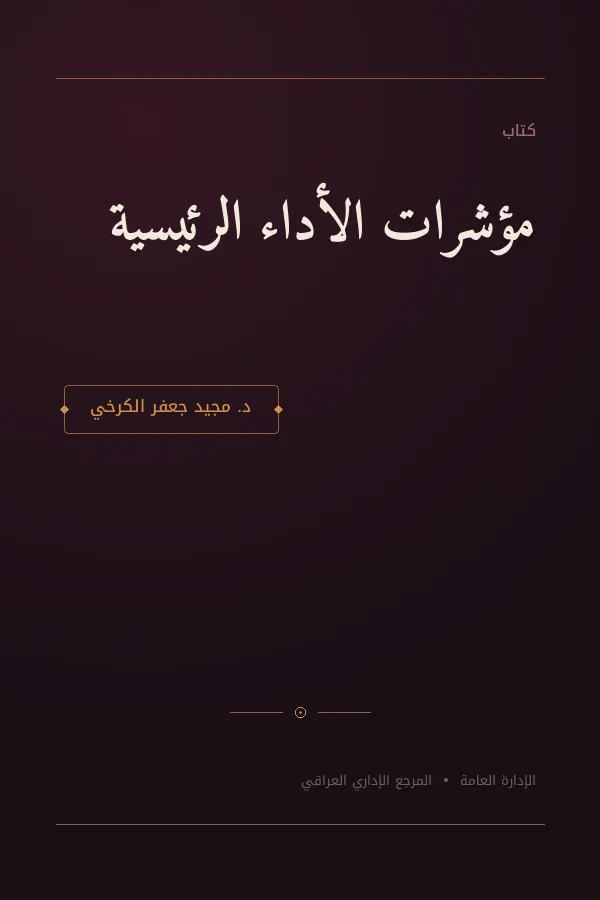 كتاب
مؤشرات الأداء الرئيسية
د. مجيد جعفر الكرخي
الإدارة العامة • المرجع الإداري العراقي